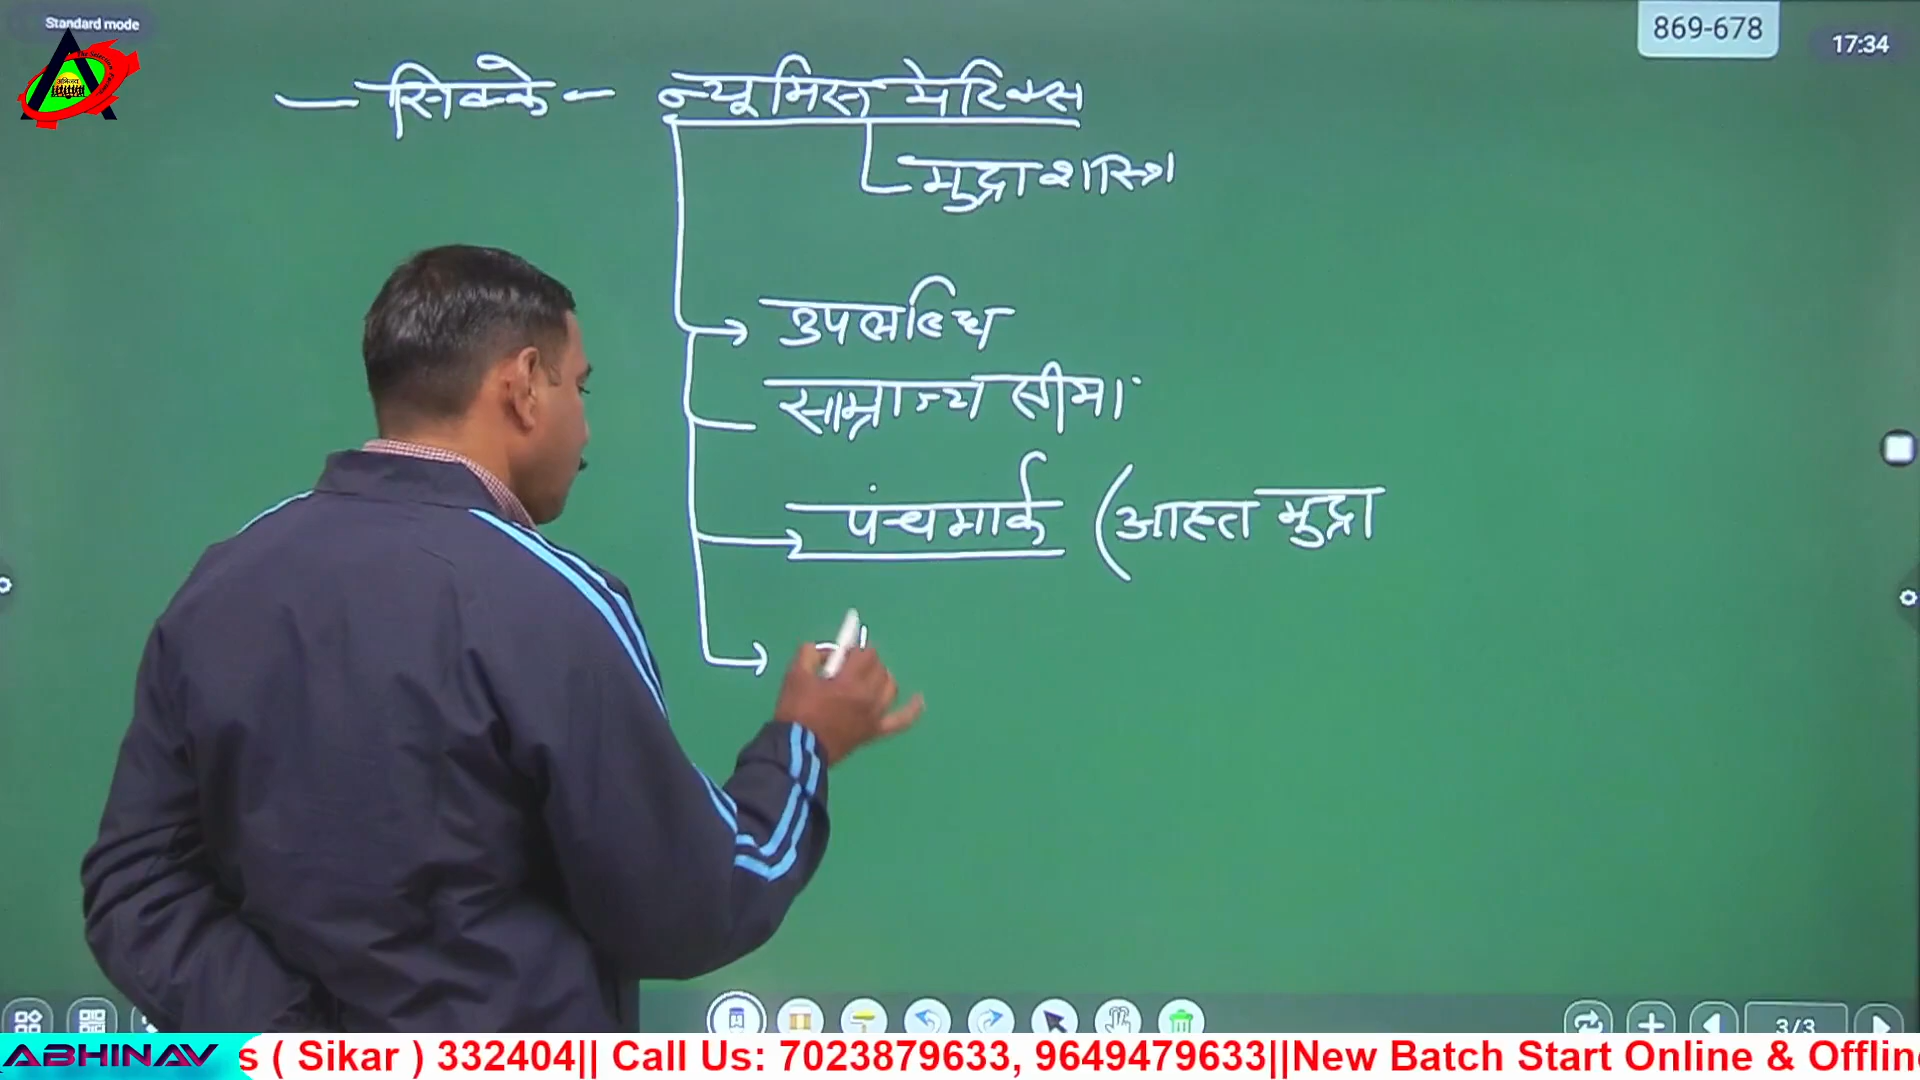 Standard mode
869-678
17:34
— सिक्के — न्यूमिस मेटिक्स
मुद्राशास्त्र
उपलब्धि
साम्राज्य सीमा
पंचमार्क (आहत मुद्रा
3/3
ABHINAV s ( Sikar ) 332404|| Call Us: 7023879633, 9649479633||New Batch Start Online & Offlin